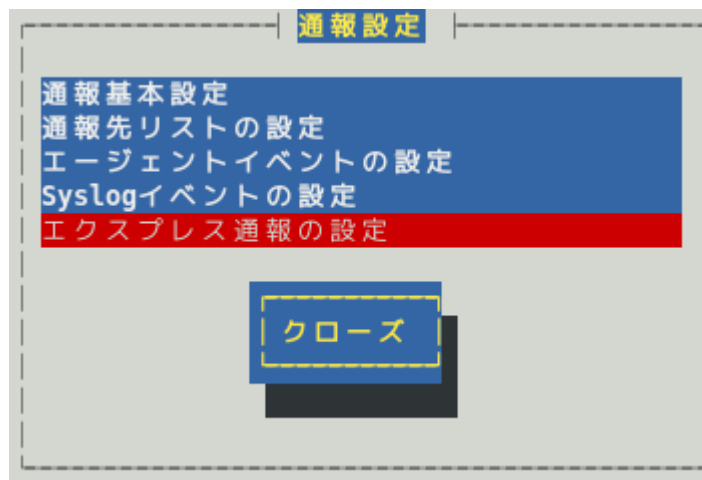 通報設定
通報基本設定
通報先リストの設定
エージェントイベントの設定
Syslogイベントの設定
エクスプレス通報の設定
クローズ